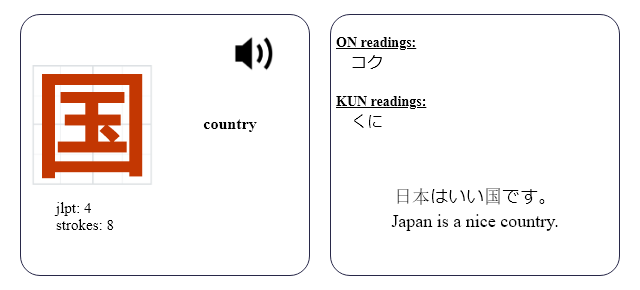 国
country
jlpt: 4
strokes: 8
ON readings:
コク
KUN readings:
くに
日本はいい国です。
Japan is a nice country.